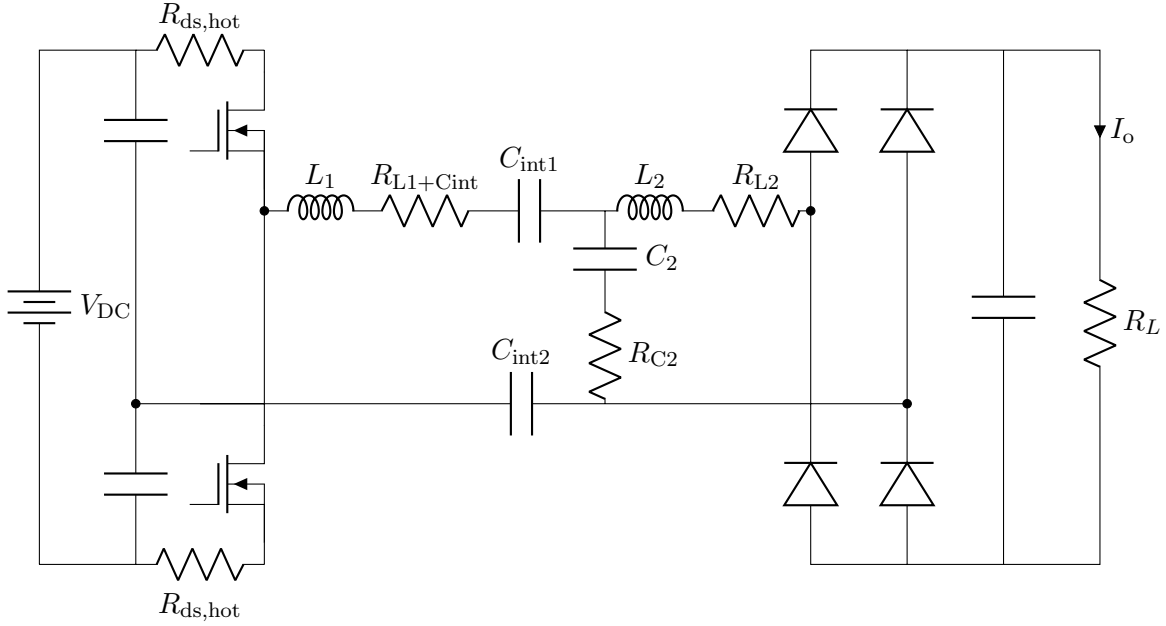 R_ds,hot
I_o
C_int1
L_1
R_L1+Cint
L_2
R_L2
C_2
V_DC
R_L
C_int2
R_C2
R_ds,hot